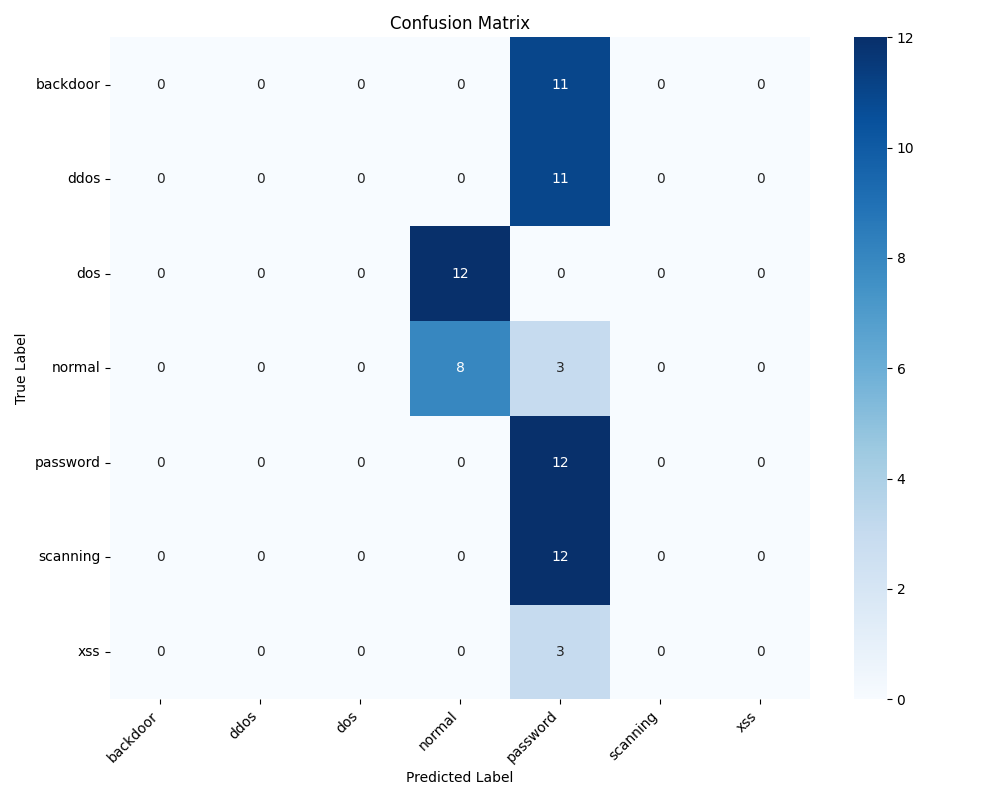 Confusion Matrix
True Label
backdoor 0 0 0 0 11 0 0
ddos 0 0 0 0 11 0 0
dos 0 0 0 12 0 0 0
normal 0 0 0 8 3 0 0
password 0 0 0 0 12 0 0
scanning 0 0 0 0 12 0 0
xss 0 0 0 0 3 0 0
backdoor ddos dos normal password scanning xss
Predicted Label
12
10
8
6
4
2
0